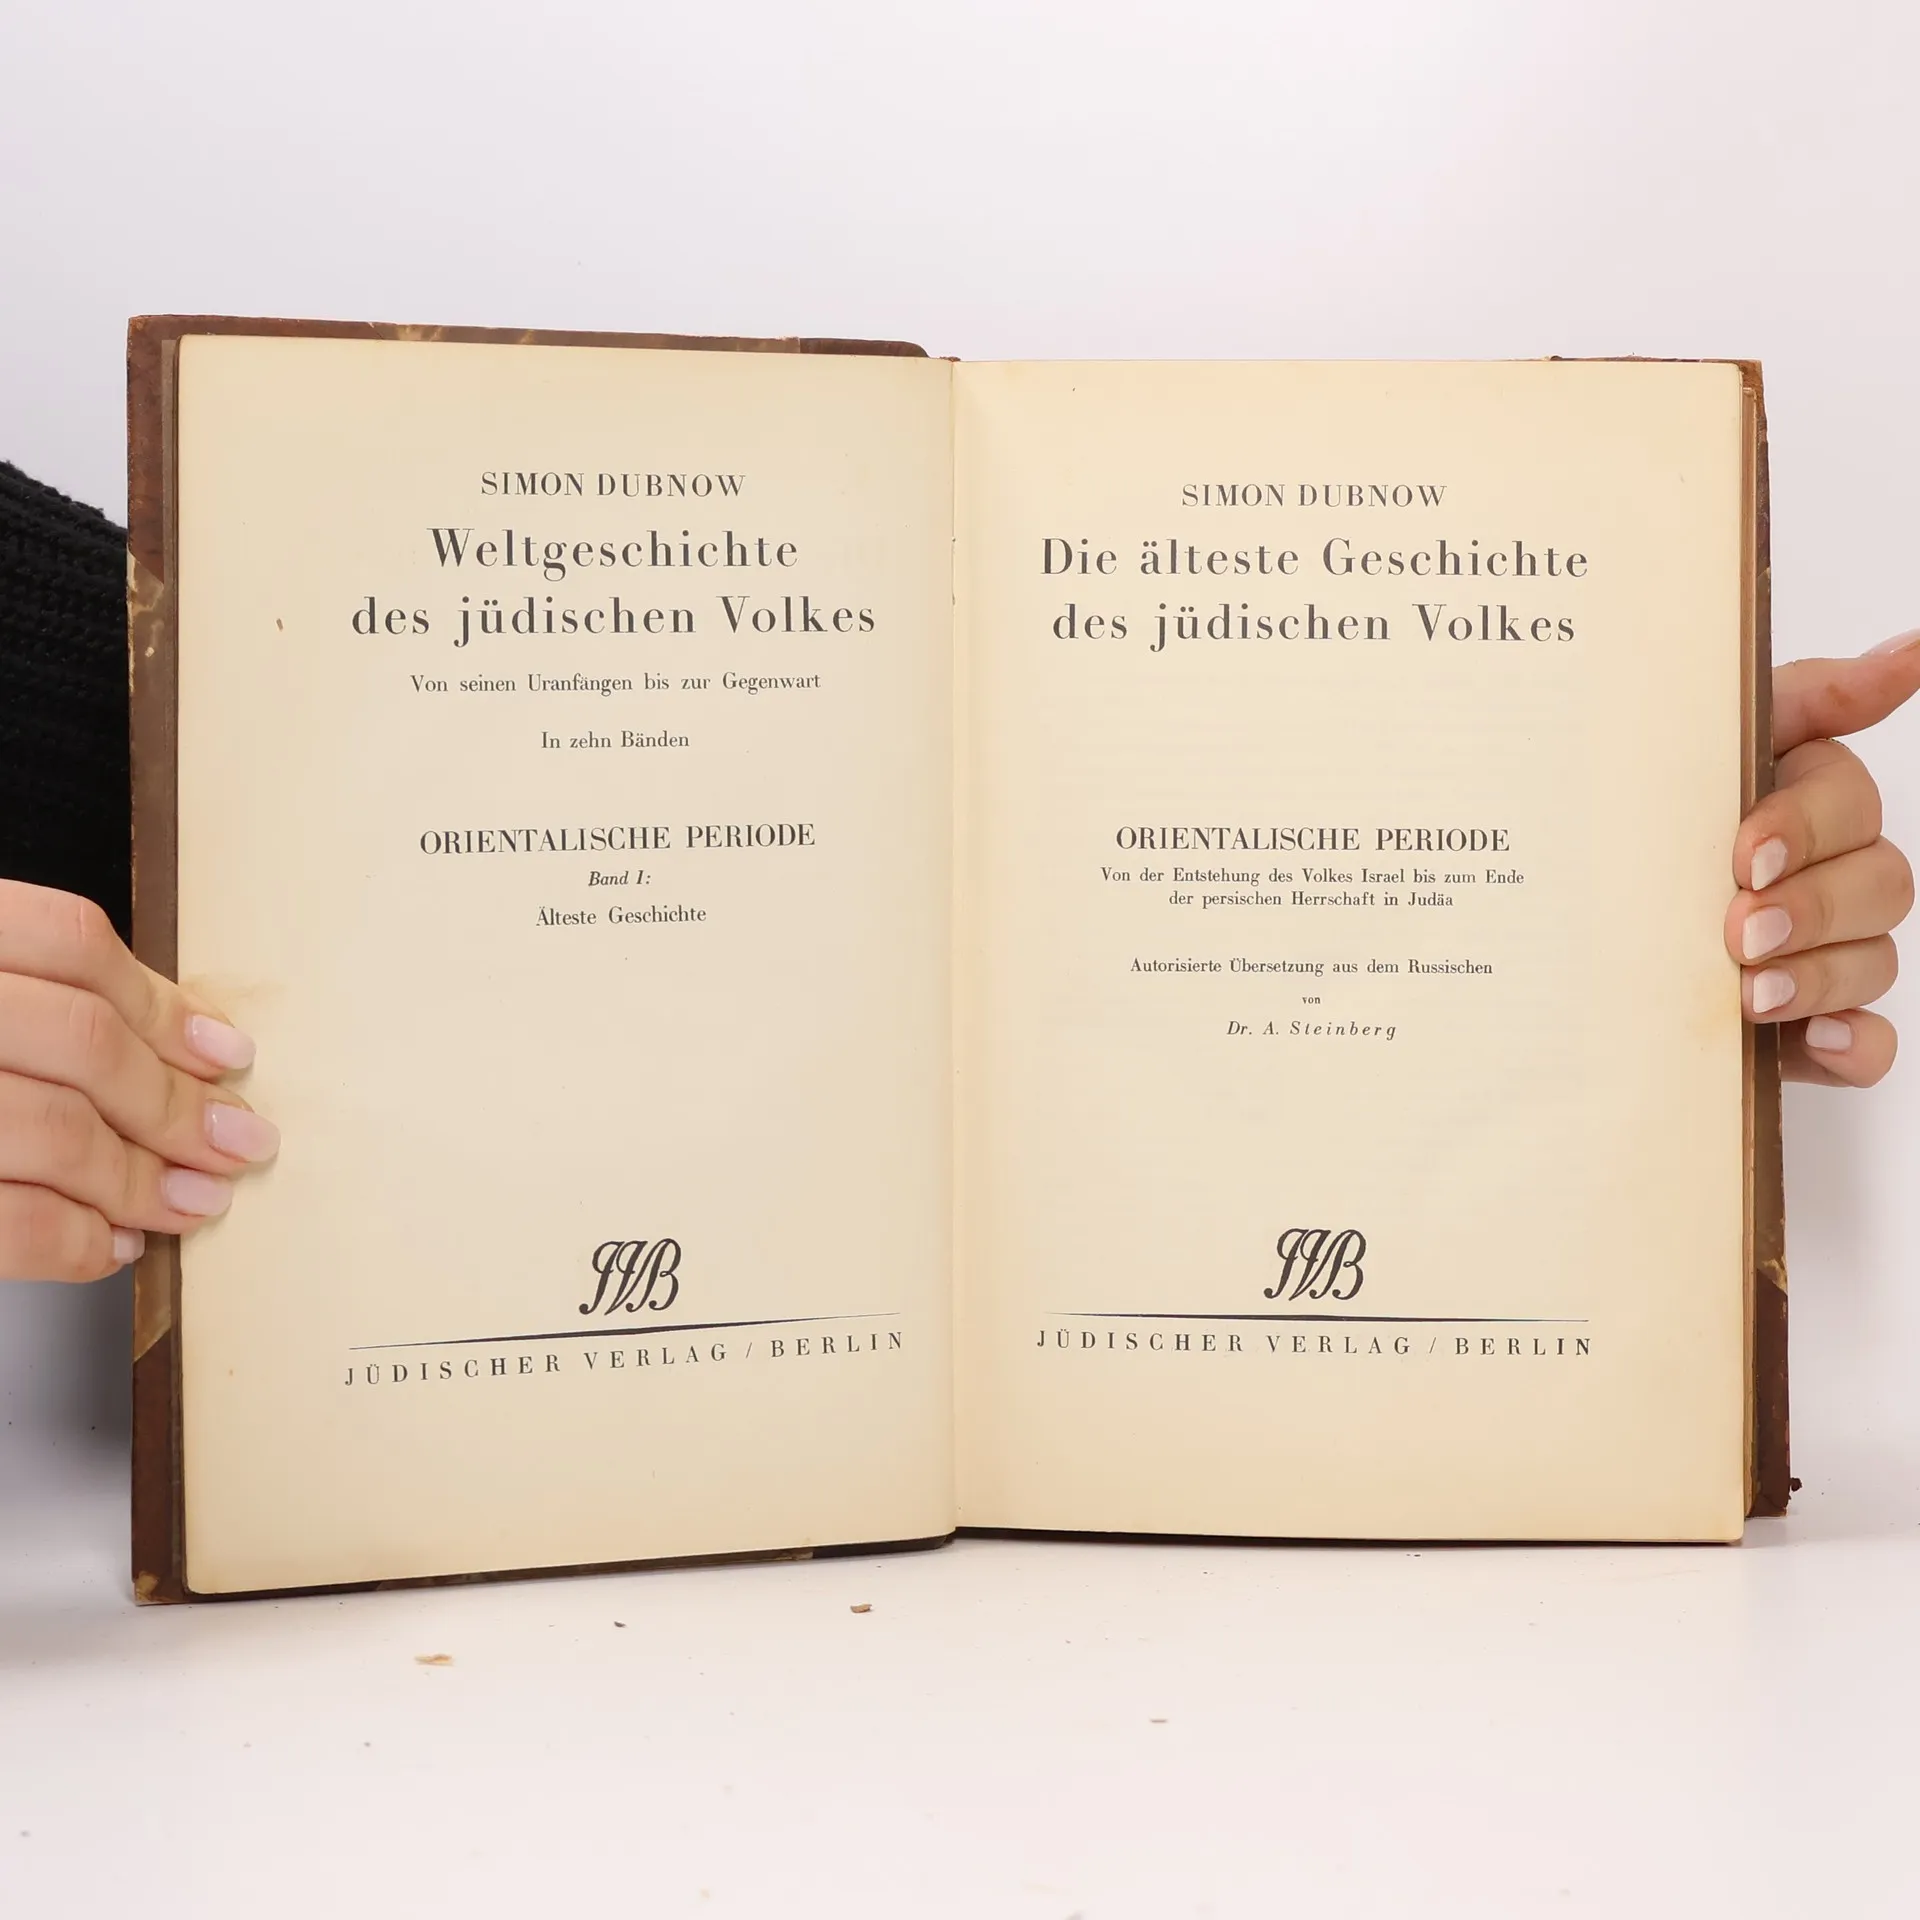 SIMON DUBNOW
Weltgeschichte
des jüdischen Volkes
Von seinen Uranfängen bis zur Gegenwart
In zehn Bänden
ORIENTALISCHE PERIODE
Band I:
Älteste Geschichte
JVB
JÜDISCHER VERLAG / BERLIN
SIMON DUBNOW
Die älteste Geschichte
des jüdischen Volkes
ORIENTALISCHE PERIODE
Von der Entstehung des Volkes Israel bis zum Ende
der persischen Herrschaft in Judäa
Autorisierte Übersetzung aus dem Russischen
von
Dr. A. Steinberg
JVB
JÜDISCHER VERLAG / BERLIN